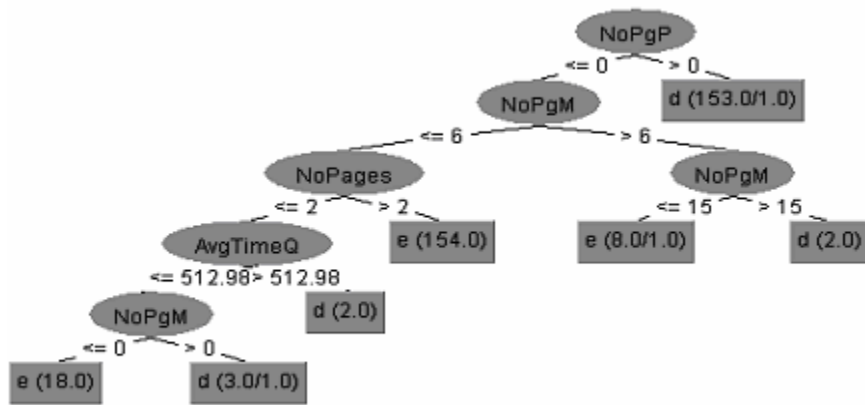 NoPgP
<= 0 > 0
NoPgM d (153.0/1.0)
<= 6 > 6
NoPages NoPgM
<= 2 > 2 <= 15 > 15
AvgTimeQ e (154.0) e (8.0/1.0) d (2.0)
<= 512.98 > 512.98
NoPgM d (2.0)
<= 0 > 0
e (18.0) d (3.0/1.0)